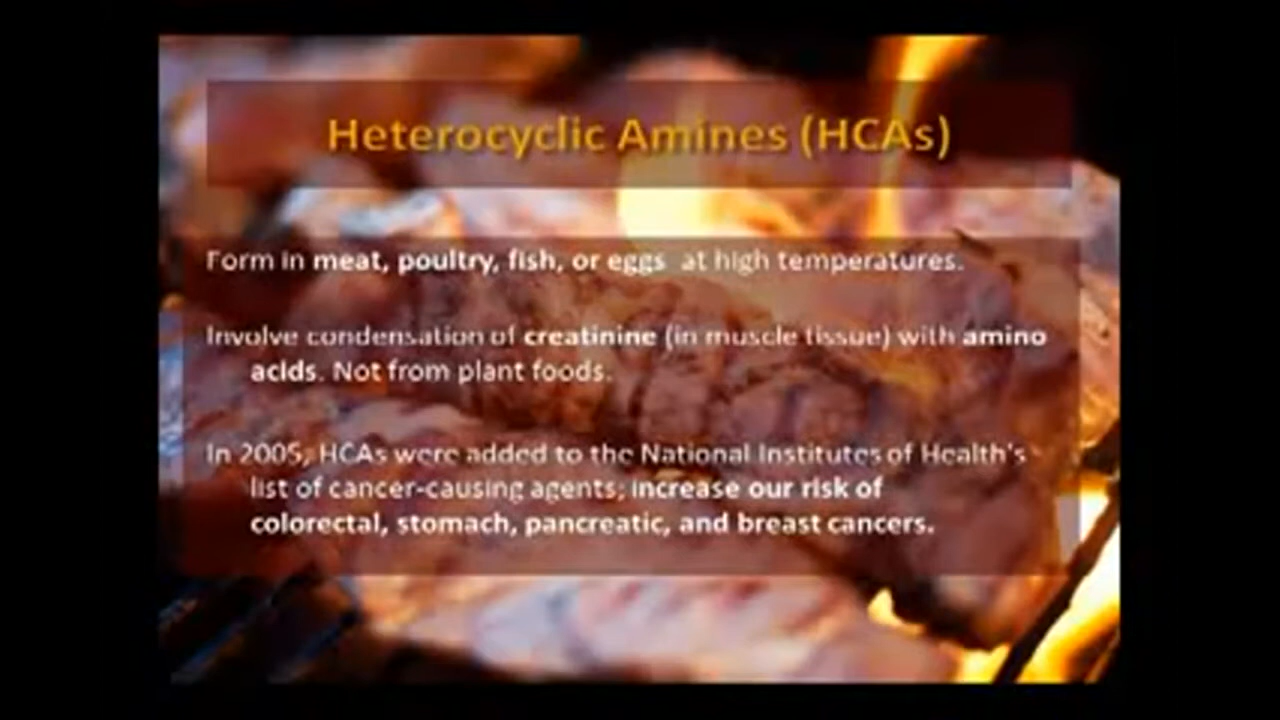 Heterocyclic Amines (HCAs)
Form in meat, poultry, fish, or eggs at high temperatures.
Involve condensation of creatinine (in muscle tissue) with amino
acids. Not from plant foods.
In 2005, HCAs were added to the National Institutes of Health's
list of cancer-causing agents; increase our risk of
colorectal, stomach, pancreatic, and breast cancers.